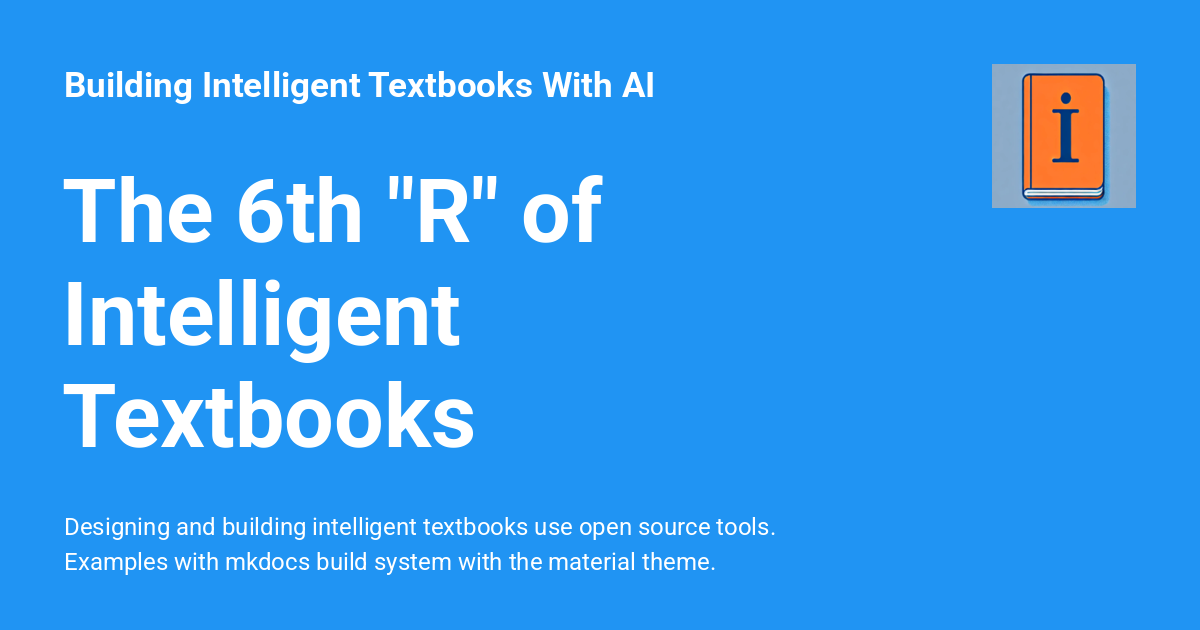 Building Intelligent Textbooks With AI
i
The 6th "R" of
Intelligent
Textbooks
Designing and building intelligent textbooks use open source tools.
Examples with mkdocs build system with the material theme.